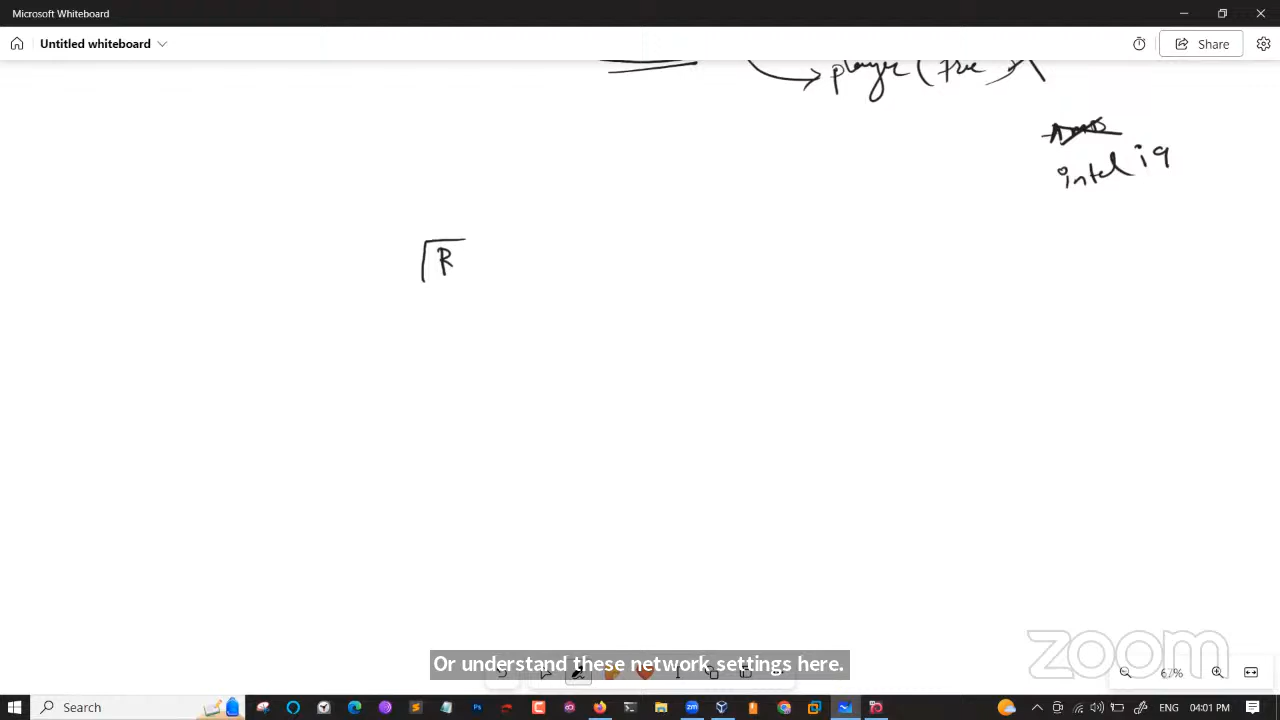 Microsoft Whiteboard
Untitled whiteboard
Share
player (free)
intel i9
R
Or understand these network settings here.
zoom
67%
Search
ENG
04:01 PM